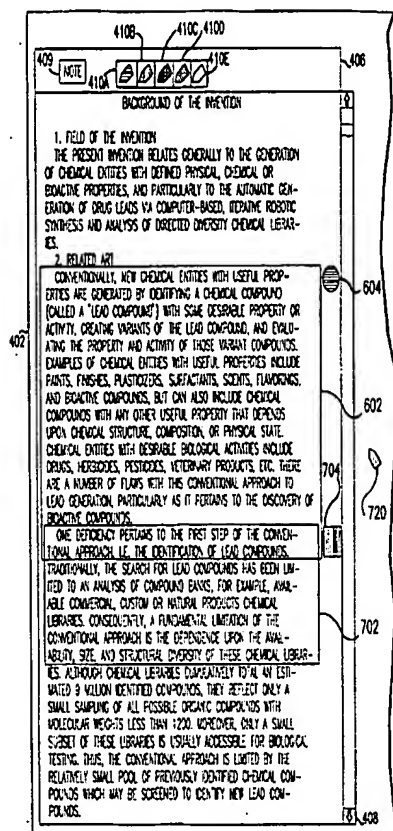 410B 410C 410D
409 NOTE 410A 410E 406
BACKGROUND OF THE INVENTION
1. FIELD OF THE INVENTION
THE PRESENT INVENTION RELATES GENERALLY TO THE GENERATION
OF CHEMICAL ENTITIES WITH DEFINED PHYSICAL, CHEMICAL OR
BIOACTIVE PROPERTIES, AND PARTICULARLY TO THE AUTOMATIC GEN-
ERATION OF DRUG LEADS VIA COMPUTER-BASED, ITERATIVE ROBOTIC
SYNTHESIS AND ANALYSIS OF DIRECTED DIVERSITY CHEMICAL LIBRAR-
IES.
2. RELATED ART
CONVENTIONALLY, NEW CHEMICAL ENTITIES WITH USEFUL PROP-
ERTIES ARE GENERATED BY IDENTIFYING A CHEMICAL COMPOUND
(CALLED A "LEAD COMPOUND") WITH SOME DESIRABLE PROPERTY OR
ACTIVITY, CREATING VARIANTS OF THE LEAD COMPOUND, AND EVALU-
ATING THE PROPERTY AND ACTIVITY OF THOSE VARIANT COMPOUNDS.
EXAMPLES OF CHEMICAL ENTITIES WITH USEFUL PROPERTIES INCLUDE
PAINTS, FINISHES, PLASTICIZERS, SURFACTANTS, SCENTS, FLAVORINGS,
AND BIOACTIVE COMPOUNDS, BUT CAN ALSO INCLUDE CHEMICAL
COMPOUNDS WITH ANY OTHER USEFUL PROPERTY THAT DEPENDS
UPON CHEMICAL STRUCTURE, COMPOSITION, OR PHYSICAL STATE.
CHEMICAL ENTITIES WITH DESIRABLE BIOLOGICAL ACTIVITIES INCLUDE
DRUGS, HERBICIDES, PESTICIDES, VETERINARY PRODUCTS, ETC. THERE
ARE A NUMBER OF FLAWS WITH THIS CONVENTIONAL APPROACH TO
LEAD GENERATION, PARTICULARLY AS IT PERTAINS TO THE DISCOVERY OF
BIOACTIVE COMPOUNDS.
ONE DEFICIENCY PERTAINS TO THE FIRST STEP OF THE CONVEN-
TIONAL APPROACH, I.E. THE IDENTIFICATION OF LEAD COMPOUNDS.
TRADITIONALLY, THE SEARCH FOR LEAD COMPOUNDS HAS BEEN LIM-
ITED TO AN ANALYSIS OF COMPOUND BANKS, FOR EXAMPLE, AVAIL-
ABLE COMMERCIAL, CUSTOM OR NATURAL PRODUCTS CHEMICAL
LIBRARIES. CONSEQUENTLY, A FUNDAMENTAL LIMITATION OF THE
CONVENTIONAL APPROACH IS THE DEPENDENCE UPON THE AVAIL-
ABILITY, SIZE, AND STRUCTURAL DIVERSITY OF THESE CHEMICAL LIBRAR-
IES. ALTHOUGH CHEMICAL LIBRARIES CUMULATIVELY TOTAL AN ESTI-
MATED 9 MILLION IDENTIFIED COMPOUNDS, THEY REFLECT ONLY A
SMALL SAMPLING OF ALL POSSIBLE ORGANIC COMPOUNDS WITH
MOLECULAR WEIGHTS LESS THAN 1200. MOREOVER, ONLY A SMALL
SUBSET OF THESE LIBRARIES IS USUALLY ACCESSIBLE FOR BIOLOGICAL
TESTING. THUS, THE CONVENTIONAL APPROACH IS LIMITED BY THE
RELATIVELY SMALL POOL OF PREVIOUSLY IDENTIFIED CHEMICAL COM-
POUNDS WHICH MAY BE SCREENED TO IDENTIFY NEW LEAD COM-
POUNDS.
402
604
602
704
720
702
408